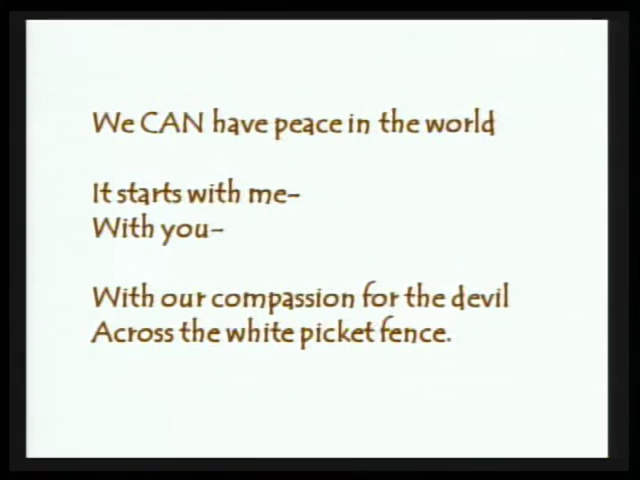 We CAN have peace in the world
It starts with me-
With you-
With our compassion for the devil
Across the white picket fence.